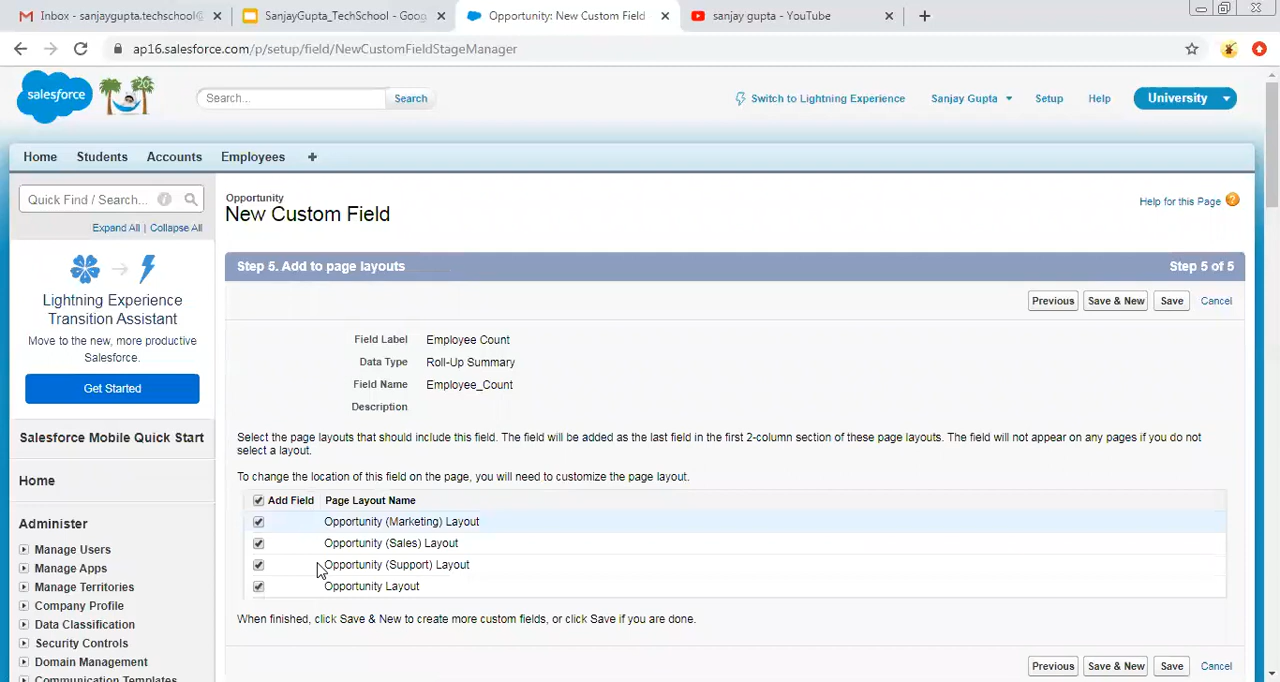 Inbox - sanjaygupta.techschool@
SanjayGupta_TechSchool - Goog
Opportunity: New Custom Field
sanjay gupta - YouTube
ap16.salesforce.com/p/setup/field/NewCustomFieldStageManager
salesforce
Search... Search
Switch to Lightning Experience Sanjay Gupta Setup Help University
Home Students Accounts Employees +
Quick Find / Search...
Expand All | Collapse All
Lightning Experience
Transition Assistant
Move to the new, more productive
Salesforce.
Get Started
Salesforce Mobile Quick Start
Home
Administer
Manage Users
Manage Apps
Manage Territories
Company Profile
Data Classification
Security Controls
Domain Management
Communication Templates
Opportunity
New Custom Field
Help for this Page
Step 5. Add to page layouts Step 5 of 5
Previous Save & New Save Cancel
Field Label Employee Count
Data Type Roll-Up Summary
Field Name Employee_Count
Description
Select the page layouts that should include this field. The field will be added as the last field in the first 2-column section of these page layouts. The field will not appear on any pages if you do not
select a layout.
To change the location of this field on the page, you will need to customize the page layout.
Add Field Page Layout Name
Opportunity (Marketing) Layout
Opportunity (Sales) Layout
Opportunity (Support) Layout
Opportunity Layout
When finished, click Save & New to create more custom fields, or click Save if you are done.
Previous Save & New Save Cancel